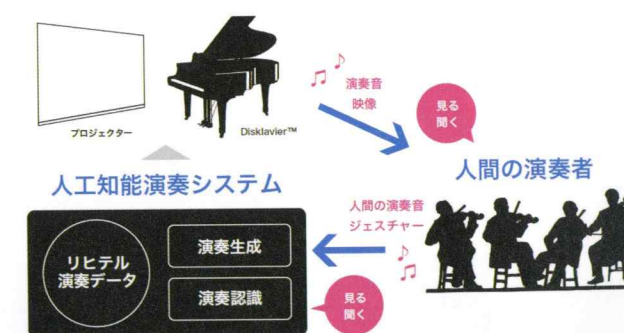 プロジェクター
Disklavier™
演奏音
映像
見る
聞く
人工知能演奏システム
人間の演奏者
リヒテル
演奏データ
演奏生成
演奏認識
人間の演奏音
ジェスチャー
見る
聞く